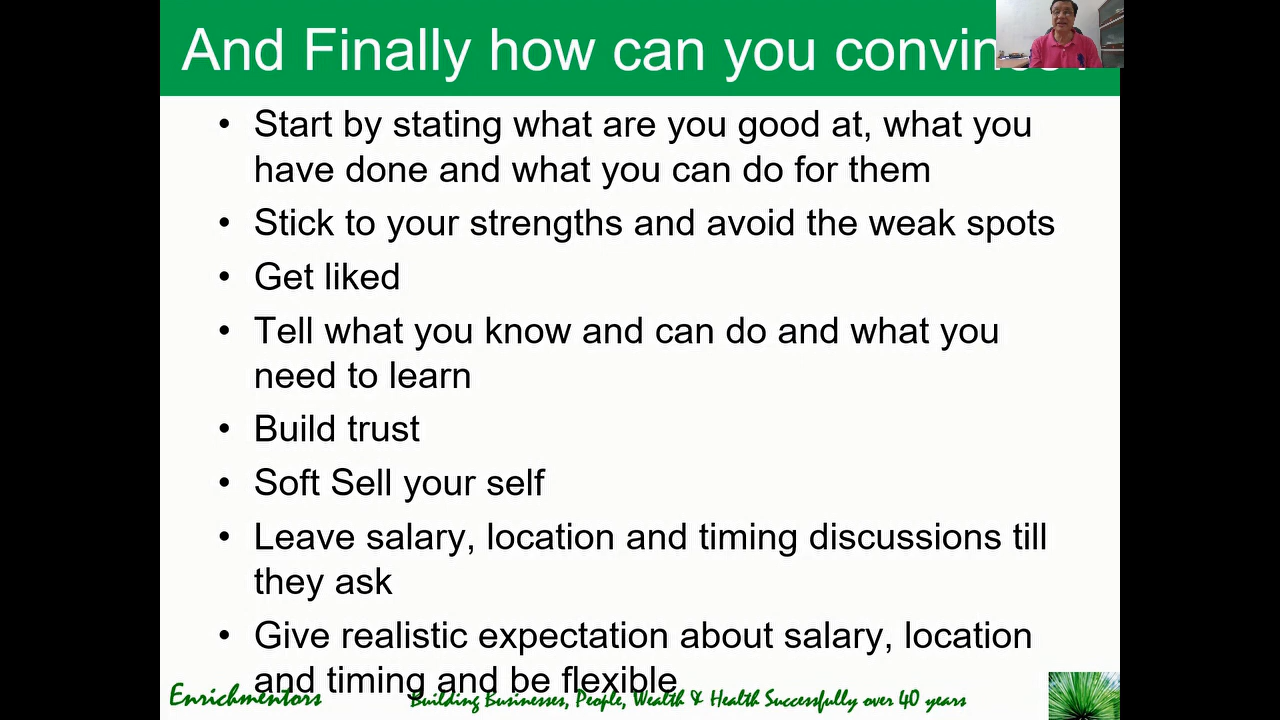 And Finally how can you convince?
• Start by stating what are you good at, what you
have done and what you can do for them
• Stick to your strengths and avoid the weak spots
• Get liked
• Tell what you know and can do and what you
need to learn
• Build trust
• Soft Sell your self
• Leave salary, location and timing discussions till
they ask
• Give realistic expectation about salary, location
and timing and be flexible
Enrichmentors
Building Businesses, People, Wealth & Health Successfully over 40 years